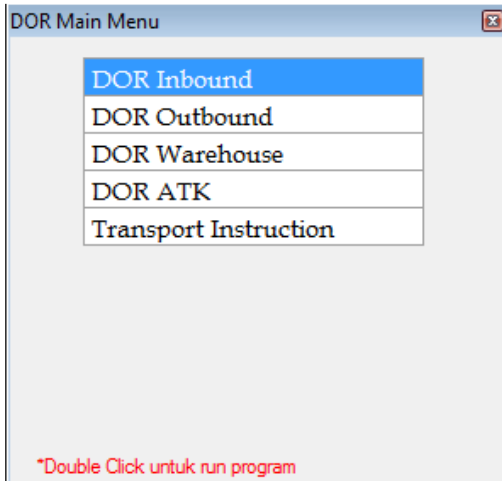 DOR Main Menu
DOR Inbound
DOR Outbound
DOR Warehouse
DOR ATK
Transport Instruction
*Double Click untuk run program